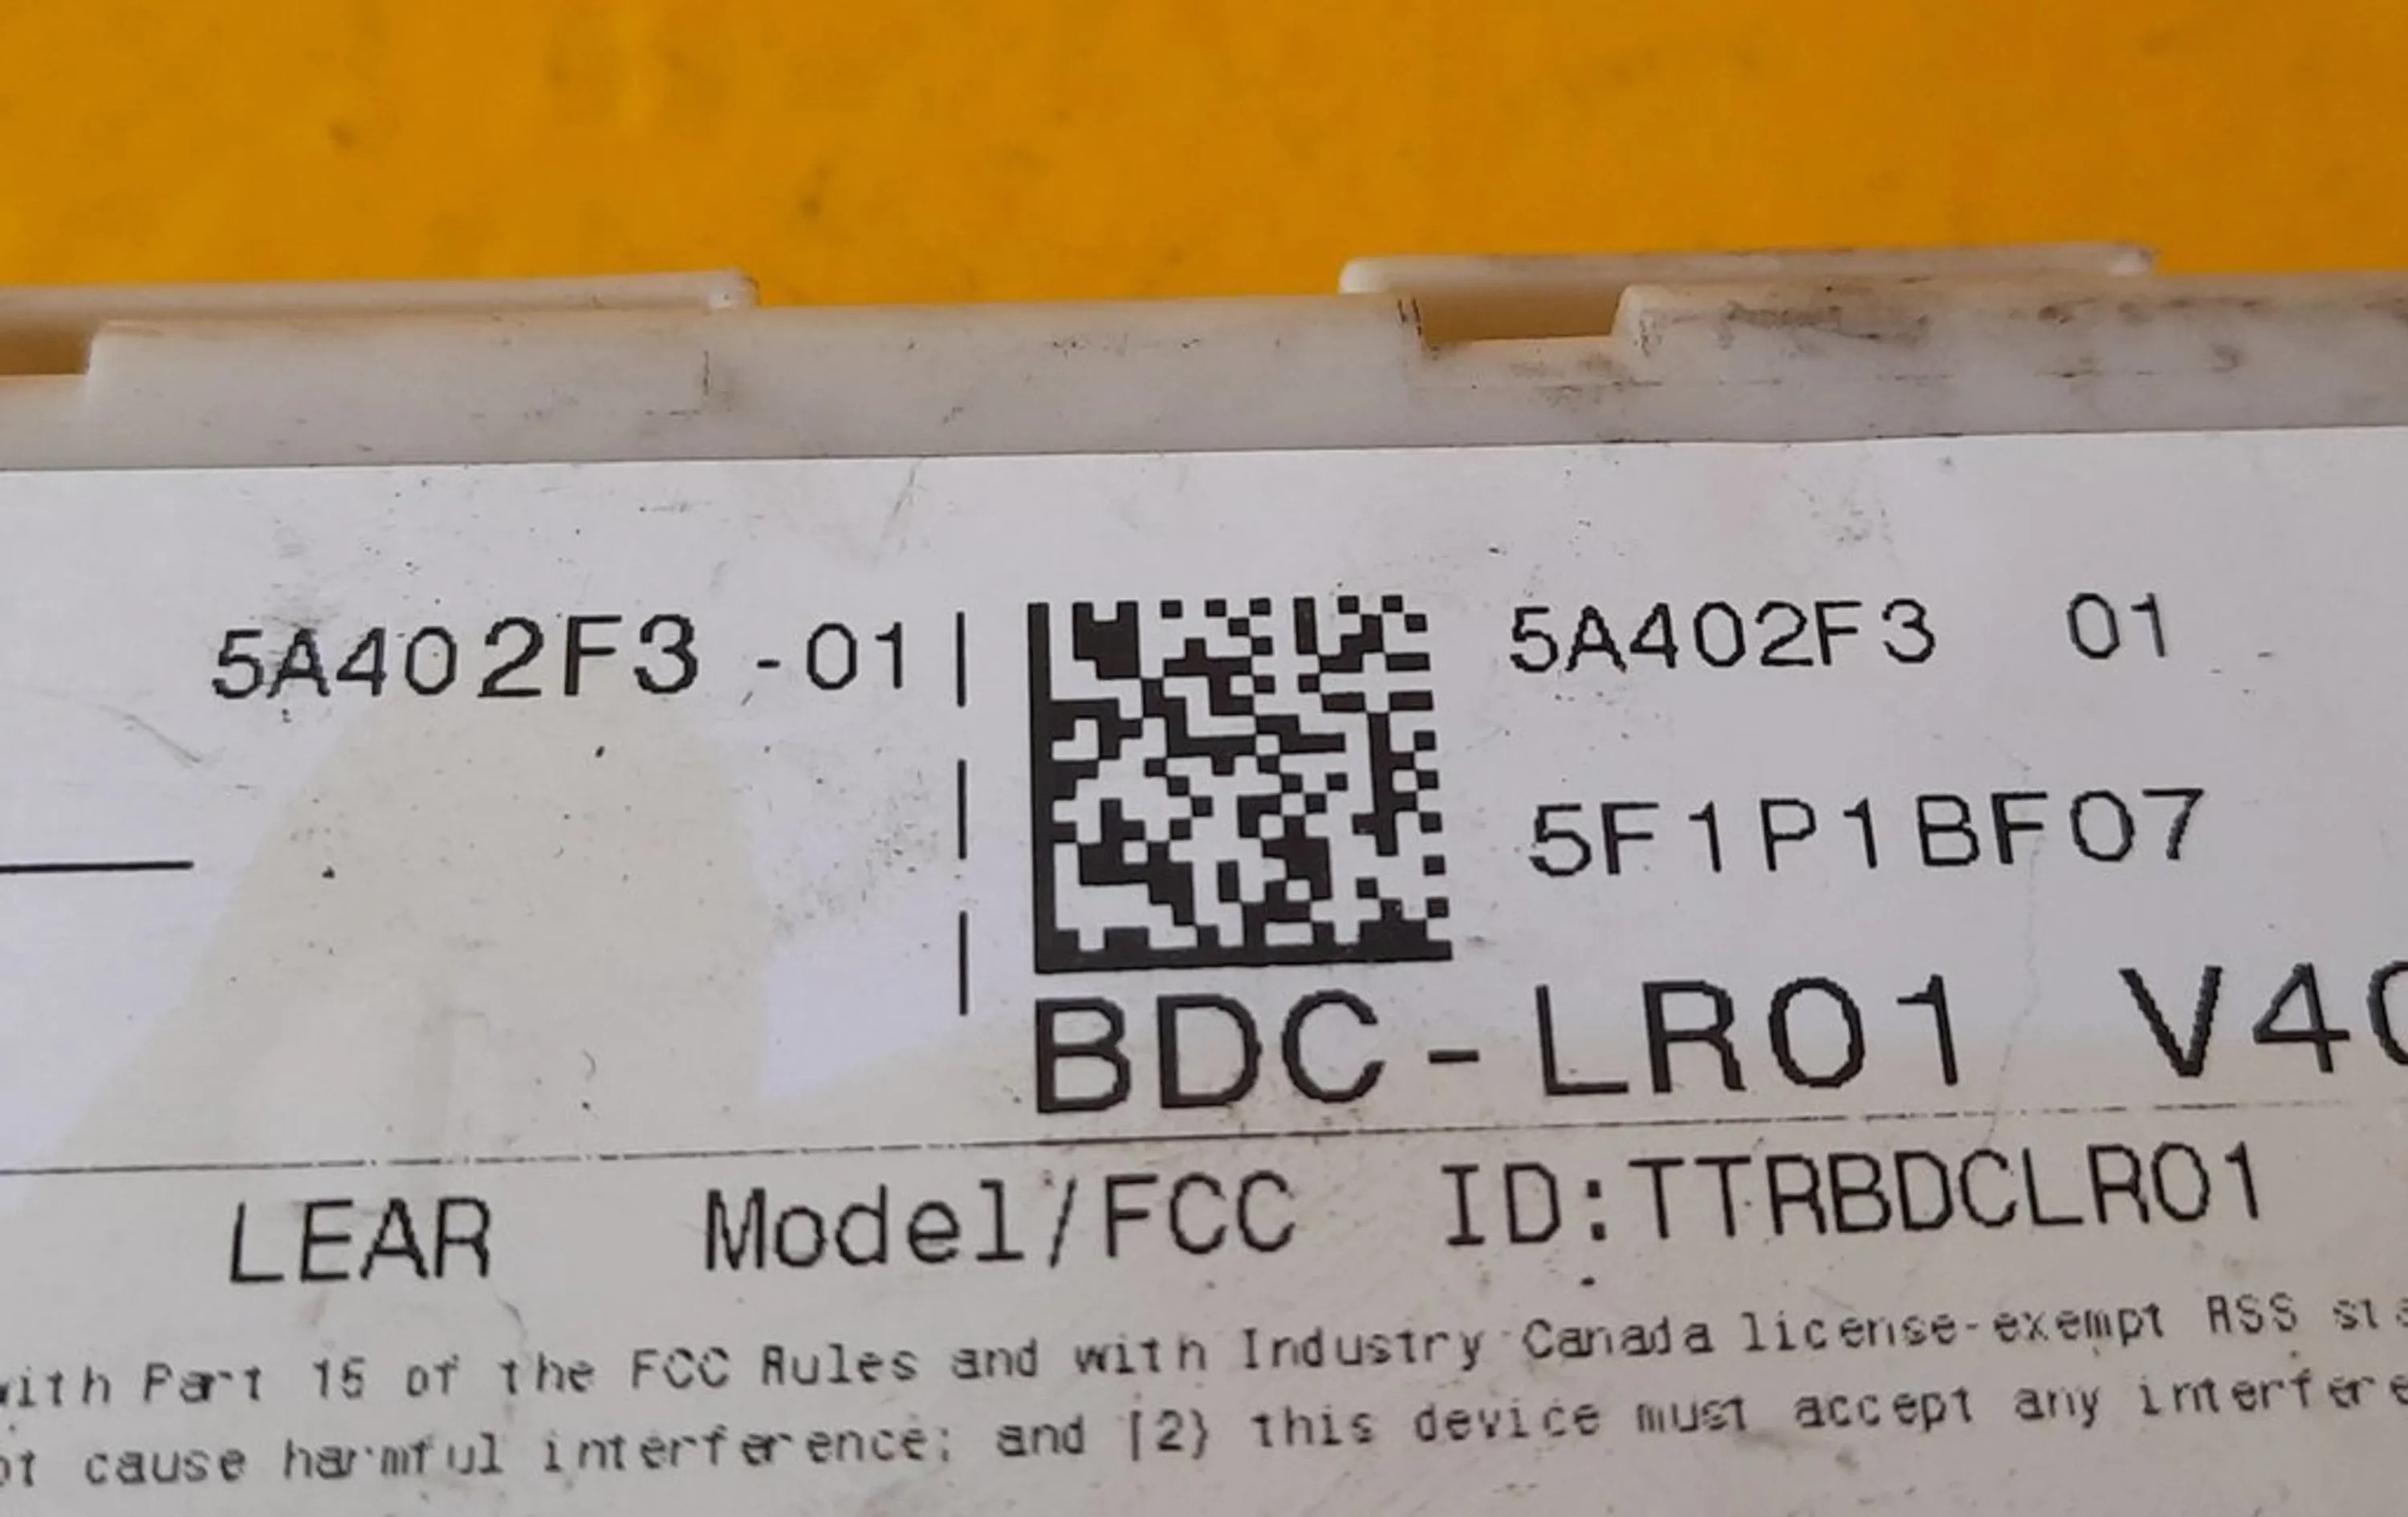 5A402F3 -01 5A402F3 01
5F1P1BF07
BDC-LR01 V4
LEAR Model/FCC ID:TTRBDCLR01
with Part 15 of the FCC Rules and with Industry Canada license-exempt RSS
cause harmful interference; and (2) this device must accept any